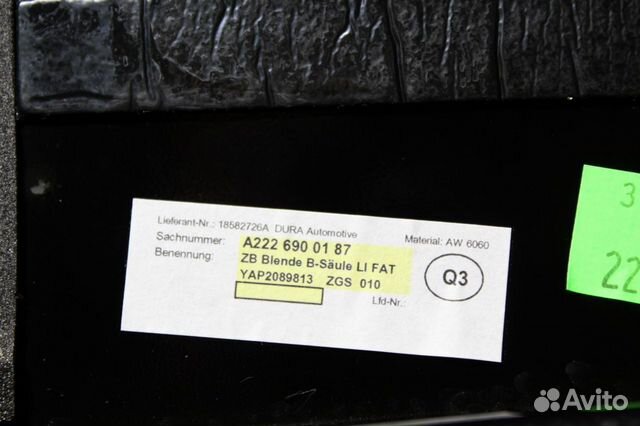 Lieferant-Nr.: 18582726A DURA Automotive Material: AW 6060
Sachnummer: A222 690 01 87
Benennung: ZB Blende B-Säule LI FAT
YAP2089813 ZGS 010
Q3
Lfd-Nr.:
3
22
Avito